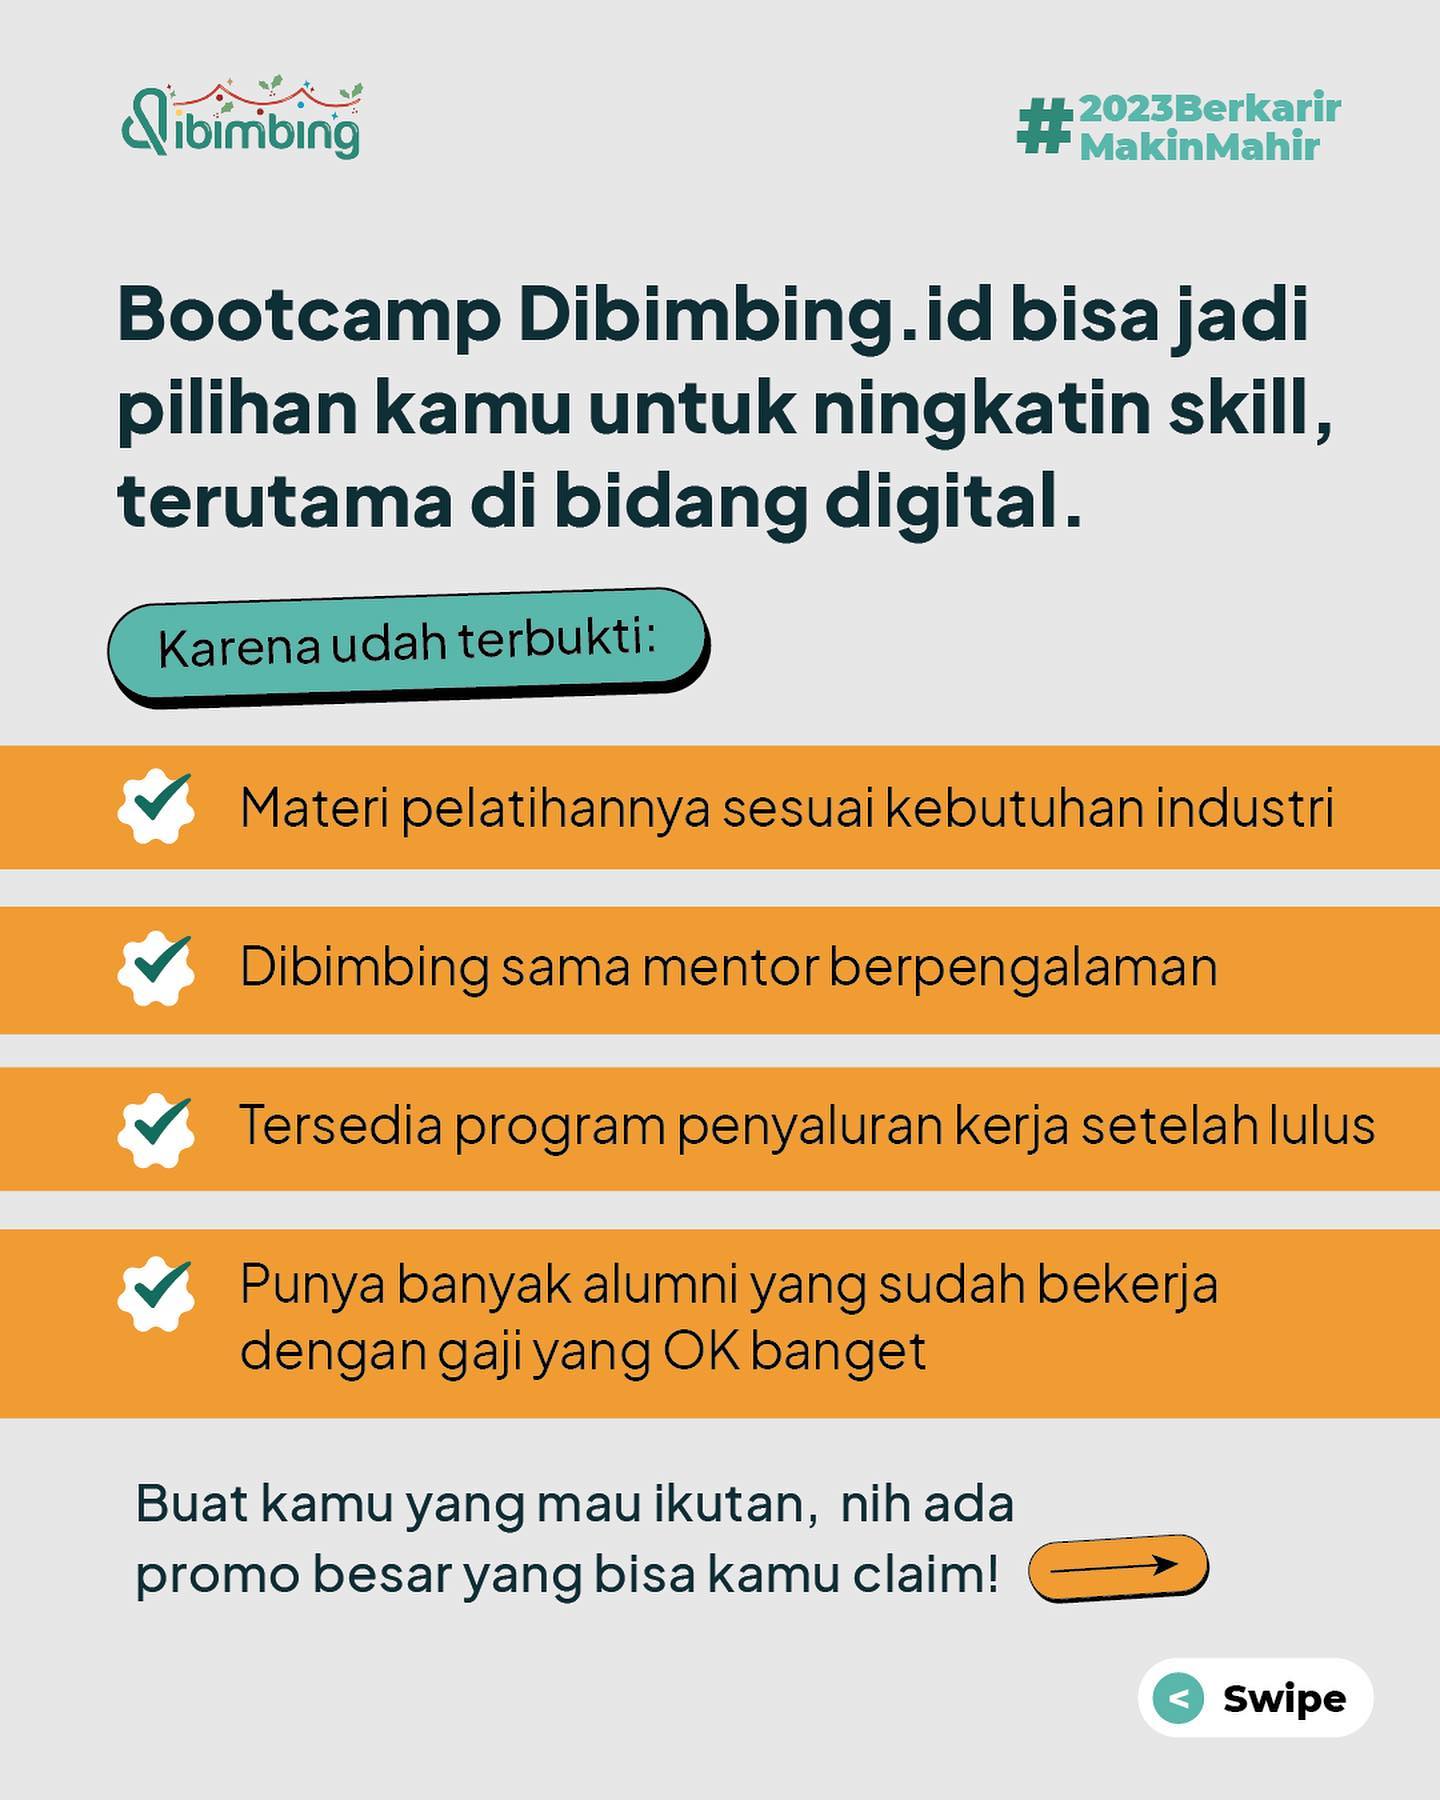 Dibimbing
#2023Berkarir
MakinMahir
Bootcamp Dibimbing.id bisa jadi
pilihan kamu untuk ningkatin skill,
terutama di bidang digital.
Karena udah terbukti:
Materi pelatihannya sesuai kebutuhan industri
Dibimbing sama mentor berpengalaman
Tersedia program penyaluran kerja setelah lulus
Punya banyak alumni yang sudah bekerja
dengan gaji yang OK banget
Buat kamu yang mau ikutan, nih ada
promo besar yang bisa kamu claim!
< Swipe